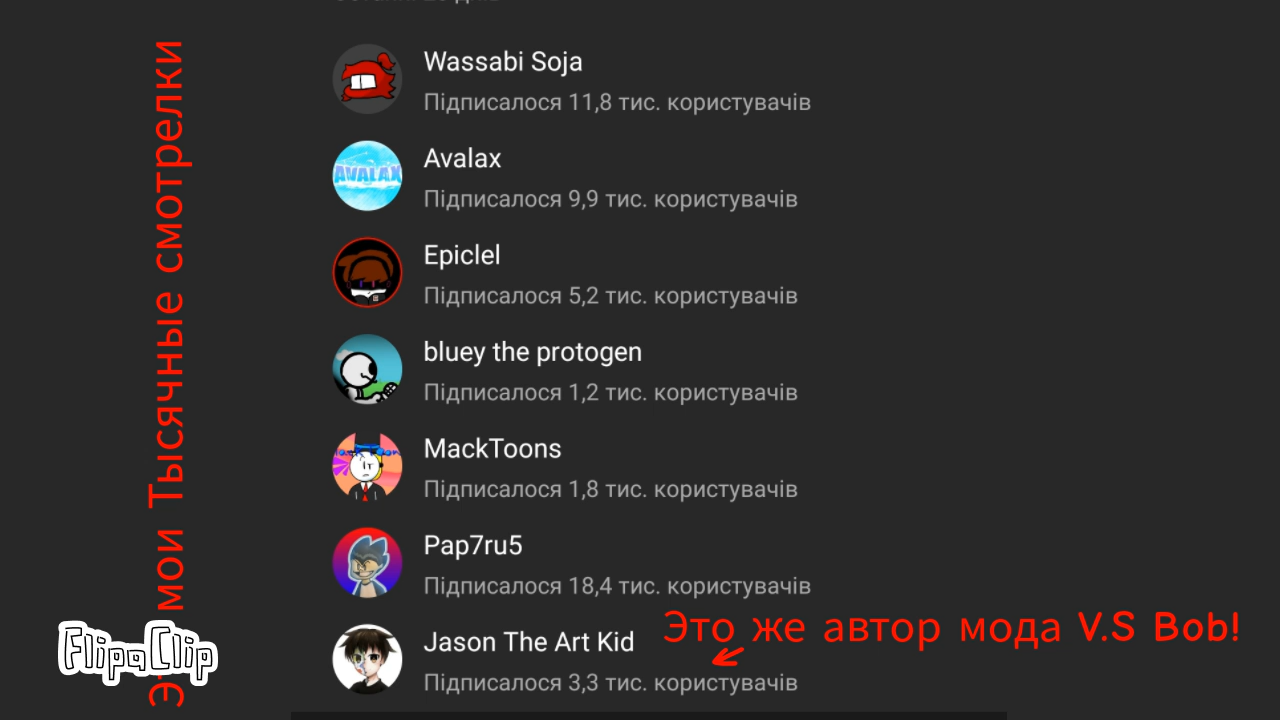 Wassabi Soja
Підписалося 11,8 тис. користувачів
Avalax
AVALAX
Підписалося 9,9 тис. користувачів
Epiclel
Підписалося 5,2 тис. користувачів
bluey the protogen
Підписалося 1,2 тис. користувачів
MackToons
Підписалося 1,8 тис. користувачів
Pap7ru5
Підписалося 18,4 тис. користувачів
Jason The Art Kid
Підписалося 3,3 тис. користувачів
Это же автор мода V.S Bob!
мои Тысячные смотрелки
FlipaClip